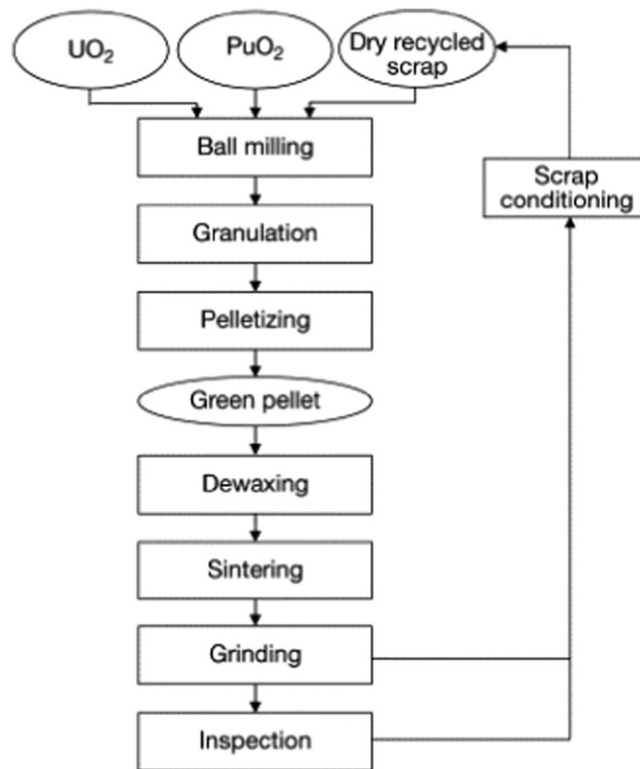 UO₂
PuO₂
Dry recycled
scrap
Ball milling
Scrap
conditioning
Granulation
Pelletizing
Green pellet
Dewaxing
Sintering
Grinding
Inspection